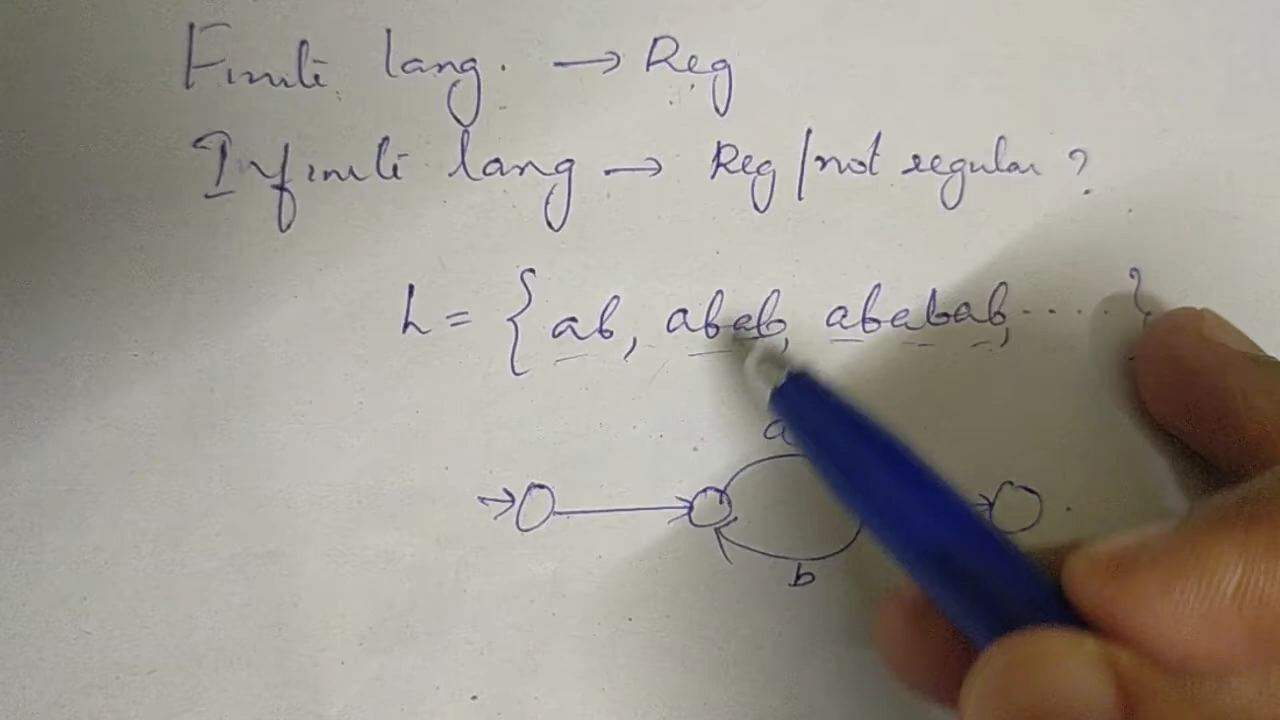 Finite lang. → Reg
Infinite lang → Reg/not regular?
L = { ab, abab, ababab, ..... }
a
b